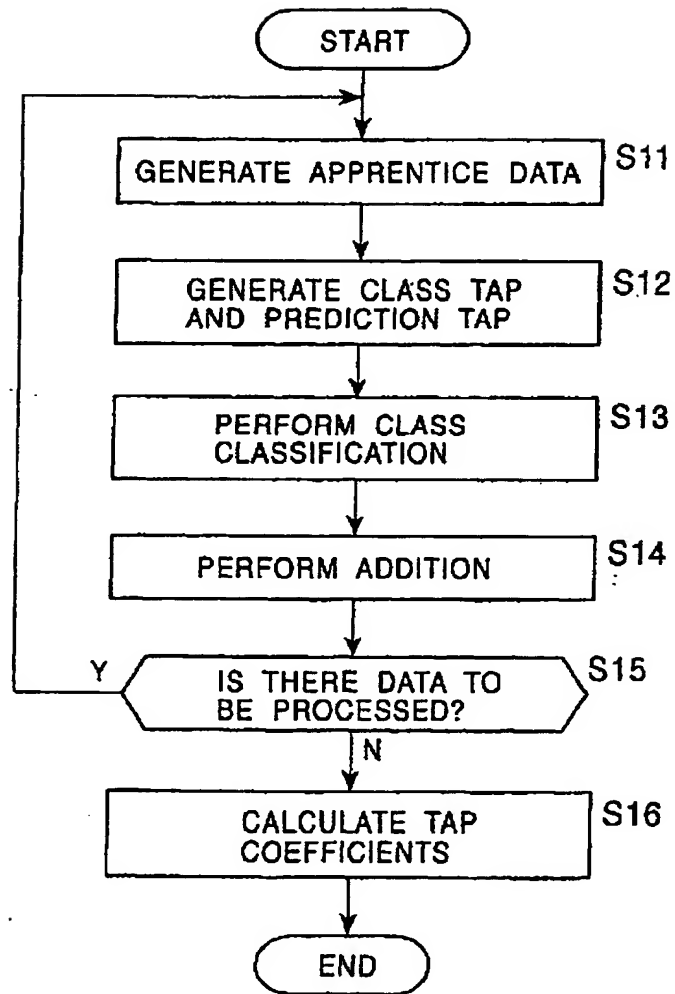 START
GENERATE APPRENTICE DATA
S11
GENERATE CLASS TAP
AND PREDICTION TAP
S12
PERFORM CLASS
CLASSIFICATION
S13
PERFORM ADDITION
S14
Y
IS THERE DATA TO
BE PROCESSED?
S15
N
CALCULATE TAP
COEFFICIENTS
S16
END